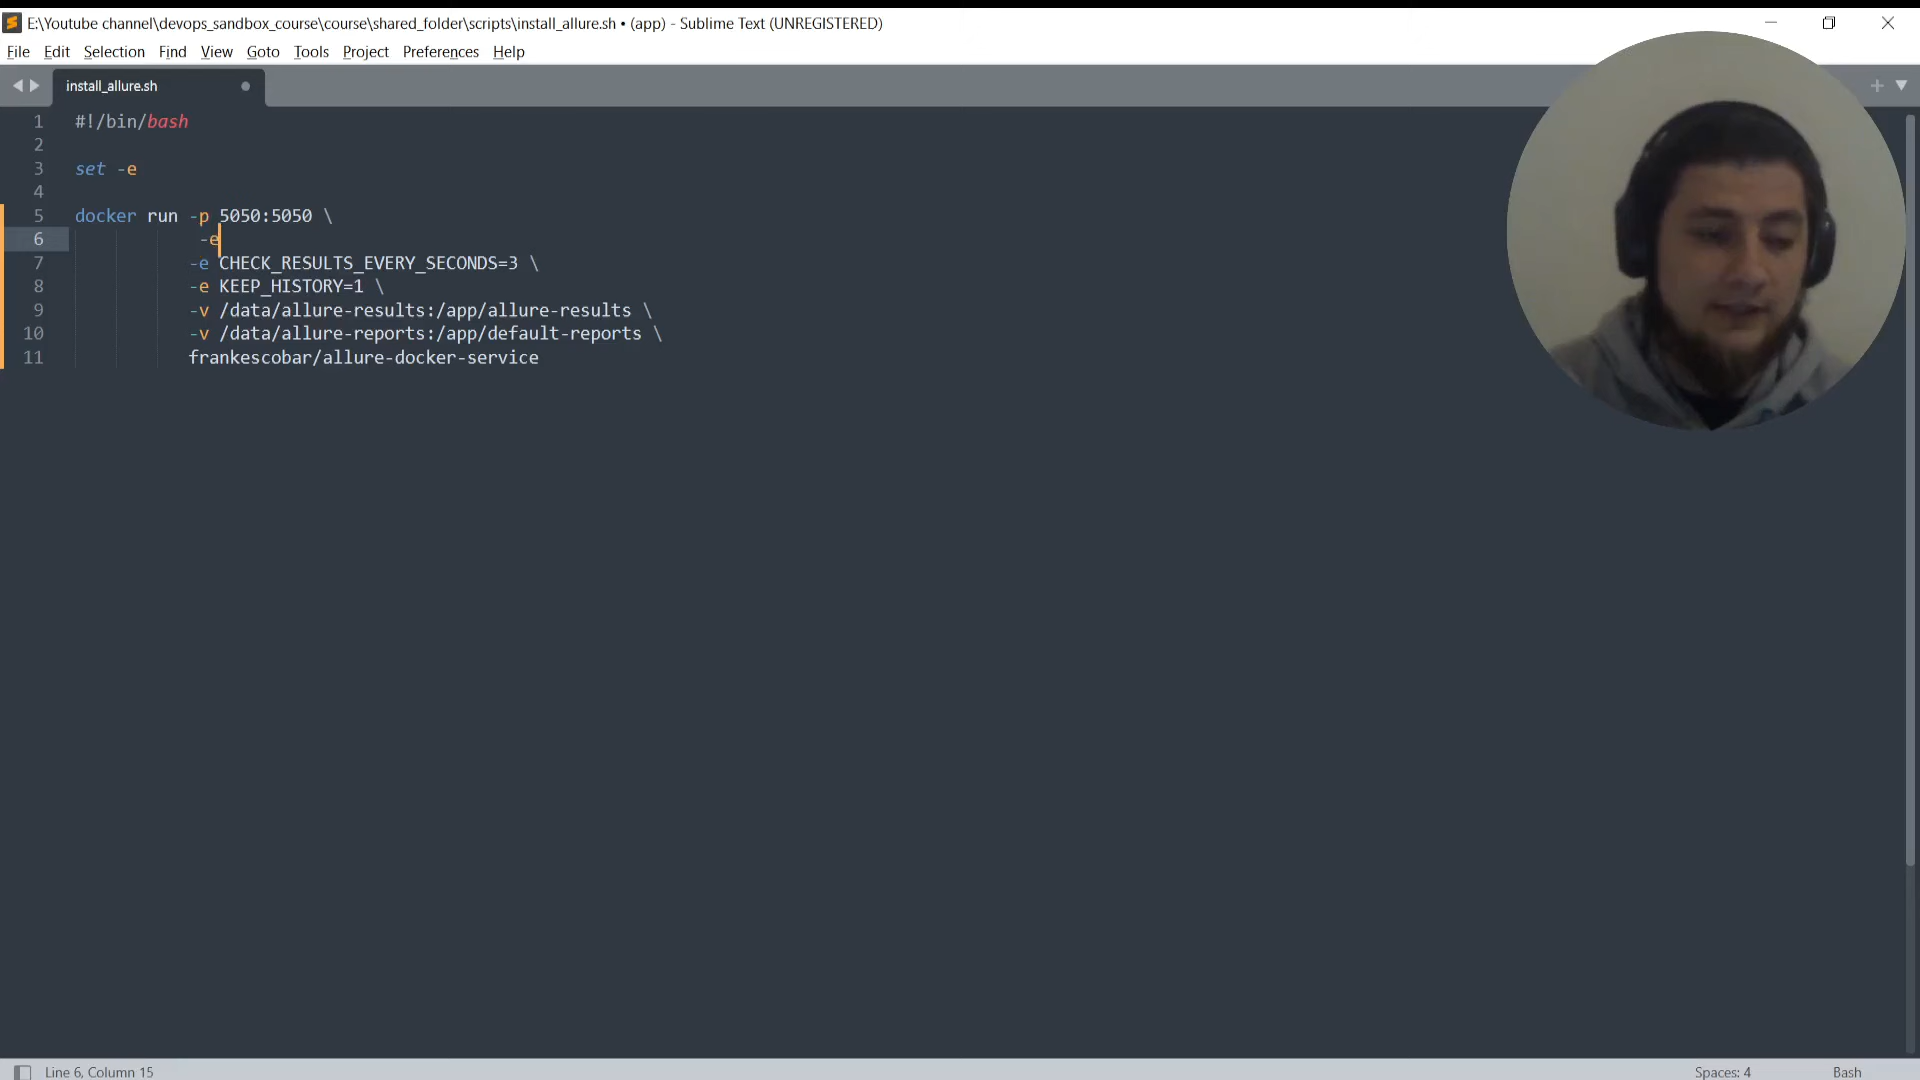 E:\Youtube channel\devops_sandbox_course\course\shared_folder\scripts\install_allure.sh • (app) - Sublime Text (UNREGISTERED)
File Edit Selection Find View Goto Tools Project Preferences Help
install_allure.sh
1 #!/bin/bash
2
3 set -e
4
5 docker run -p 5050:5050 \
6 -e
7 -e CHECK_RESULTS_EVERY_SECONDS=3 \
8 -e KEEP_HISTORY=1 \
9 -v /data/allure-results:/app/allure-results \
10 -v /data/allure-reports:/app/default-reports \
11 frankescobar/allure-docker-service
Line 6, Column 15 Spaces: 4 Bash